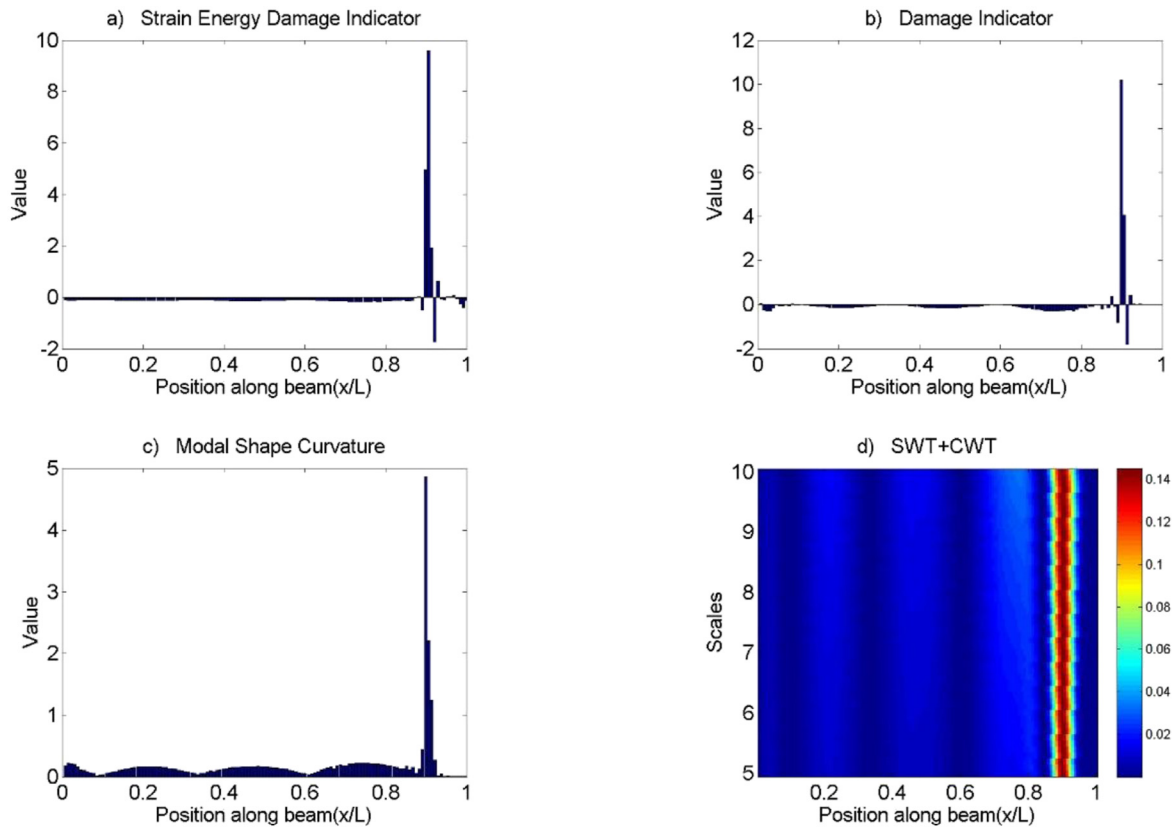 a) Strain Energy Damage Indicator
10
8
6
4
2
0
-2
Value
0 0.2 0.4 0.6 0.8 1
Position along beam(x/L)
b) Damage Indicator
12
10
8
6
4
2
0
-2
Value
0 0.2 0.4 0.6 0.8 1
Position along beam(x/L)
c) Modal Shape Curvature
5
4
3
2
1
0
Value
0 0.2 0.4 0.6 0.8 1
Position along beam(x/L)
d) SWT+CWT
10
9
8
7
6
5
Scales
0.2 0.4 0.6 0.8 1
Position along beam(x/L)
0.14
0.12
0.1
0.08
0.06
0.04
0.02